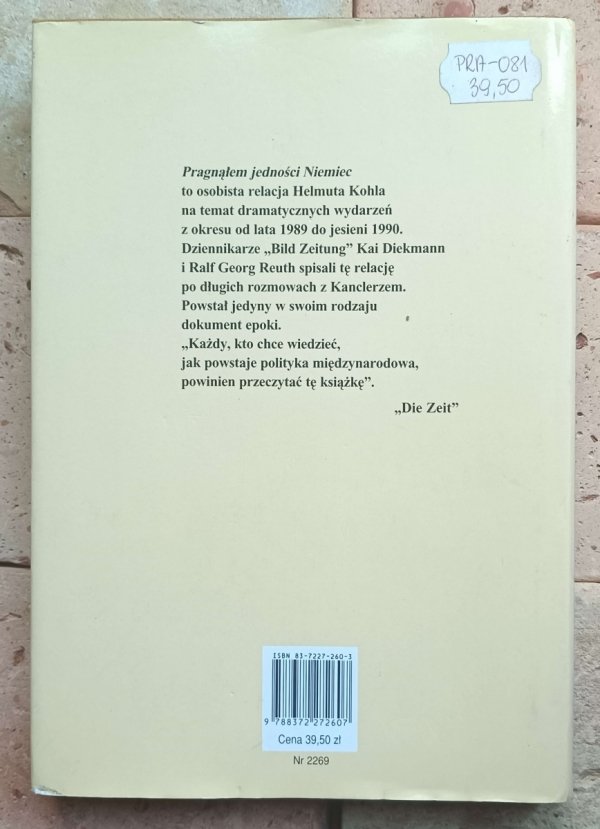 PRA-081
39,50
Pragnąłem jedności Niemiec
to osobista relacja Helmuta Kohla
na temat dramatycznych wydarzeń
z okresu od lata 1989 do jesieni 1990.
Dziennikarze „Bild Zeitung” Kai Diekmann
i Ralf Georg Reuth spisali tę relację
po długich rozmowach z Kanclerzem.
Powstał jedyny w swoim rodzaju
dokument epoki.
„Każdy, kto chce wiedzieć,
jak powstaje polityka międzynarodowa,
powinien przeczytać tę książkę”.
„Die Zeit”
ISBN 83-7227-260-3
9 788372 272607
Cena 39,50 zł
Nr 2269